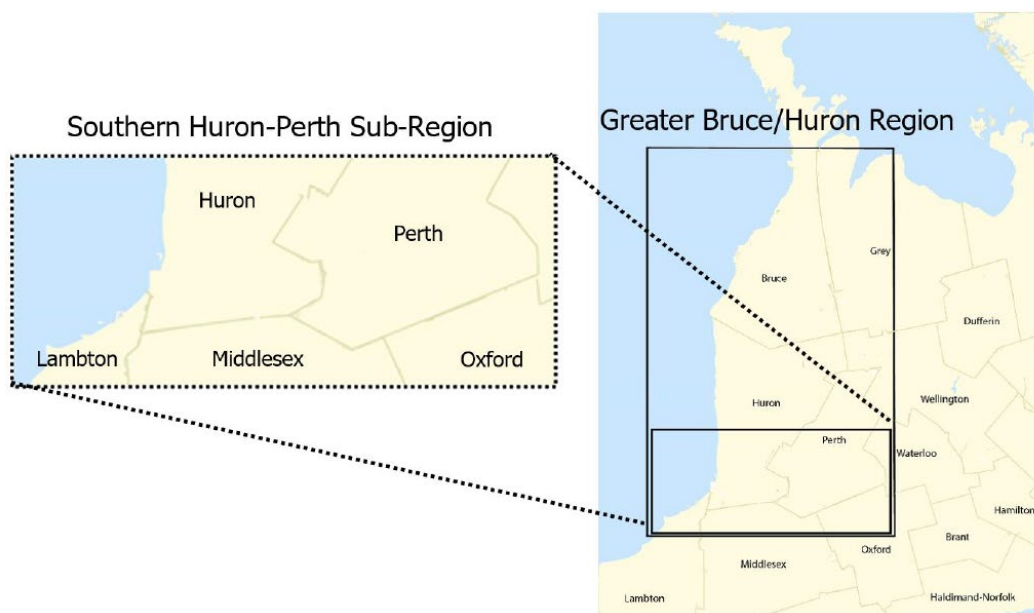 Southern Huron-Perth Sub-Region
Huron
Perth
Lambton
Middlesex
Oxford
Greater Bruce/Huron Region
Grey
Bruce
Dufferin
Huron
Wellington
Perth
Waterloo
Hamilton
Brant
Oxford
Middlesex
Lambton
Haldimand-Norfolk